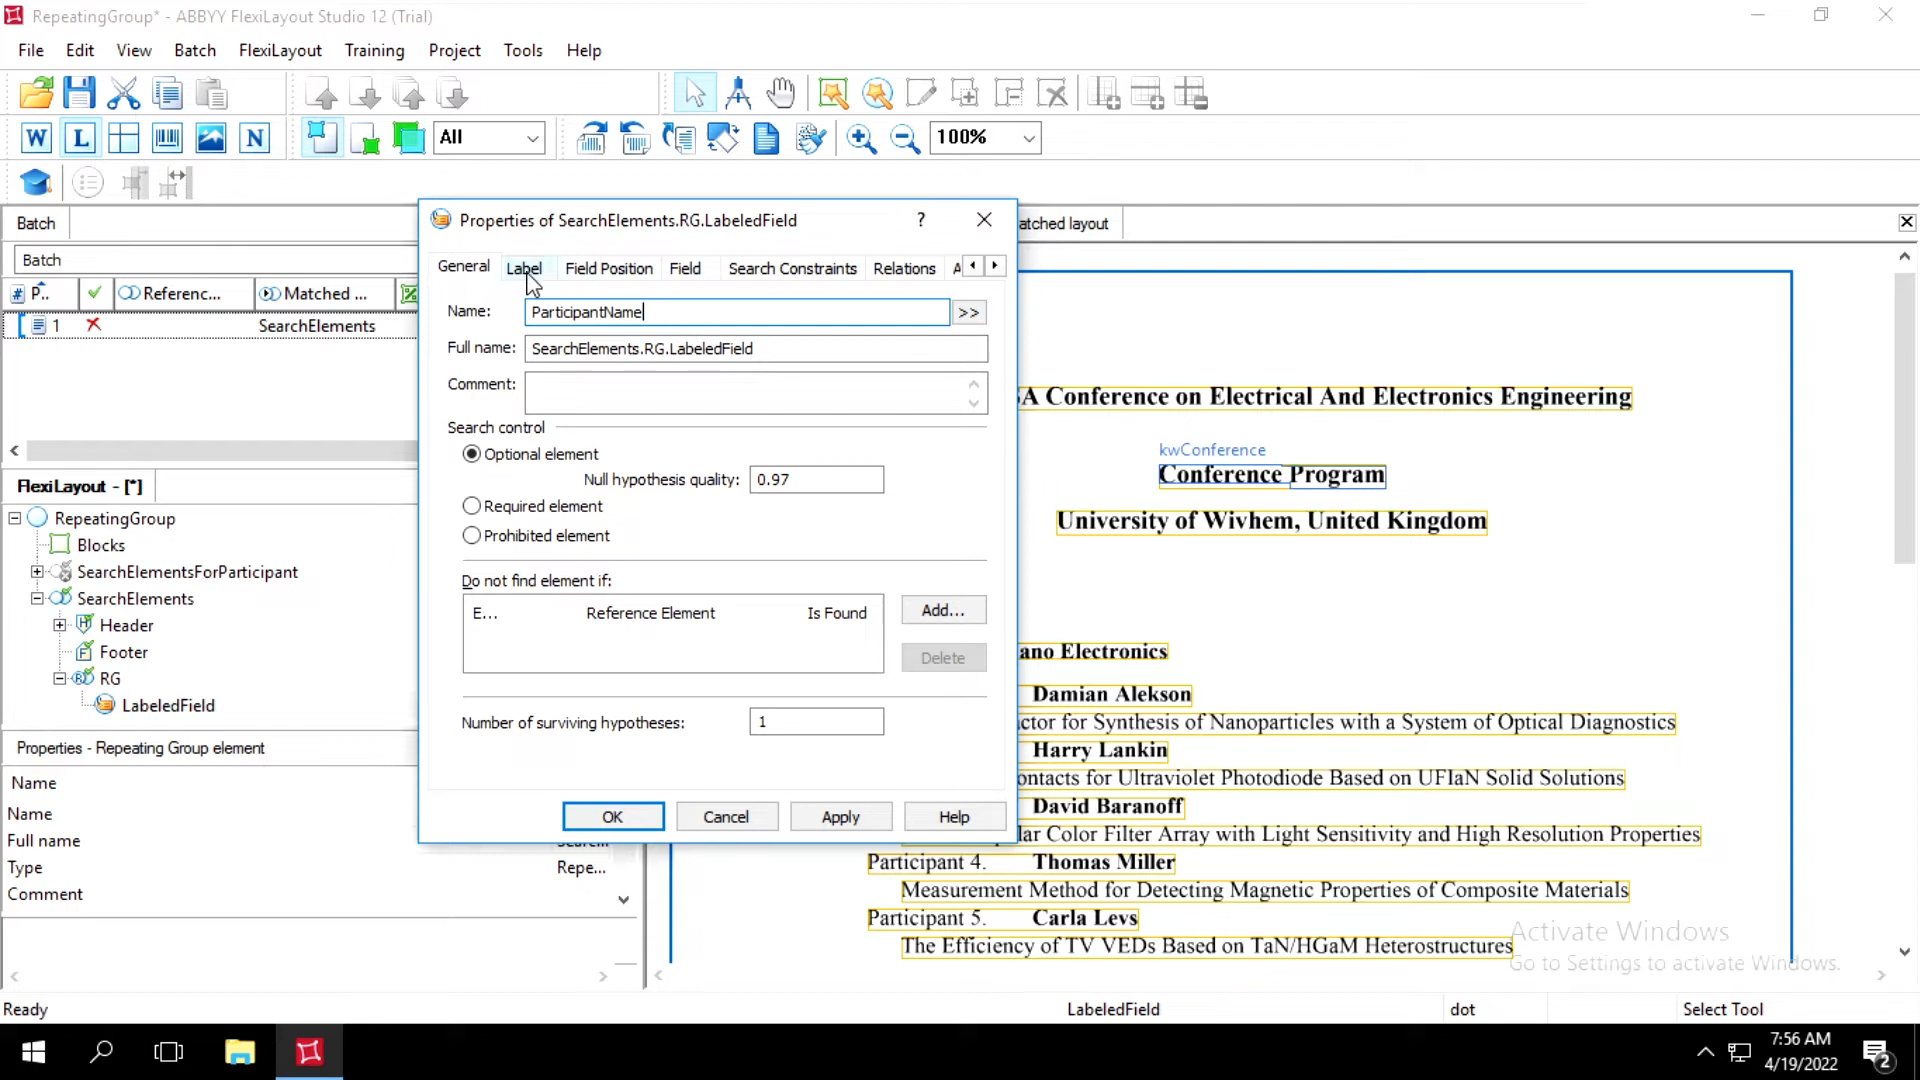 RepeatingGroup* - ABBYY FlexiLayout Studio 12 (Trial)
File Edit View Batch FlexiLayout Training Project Tools Help
W L N All 100%
Batch
Batch
# P.. Referenc... Matched ...
1 SearchElements
FlexiLayout - [*]
RepeatingGroup
Blocks
SearchElementsForParticipant
SearchElements
Header
Footer
RG
LabeledField
Properties - Repeating Group element
Name
Name
Full name
Type Repe...
Comment
Properties of SearchElements.RG.LabeledField ?
General Label Field Position Field Search Constraints Relations A
Name: ParticipantName >>
Full name: SearchElements.RG.LabeledField
Comment:
Search control
Optional element
Null hypothesis quality: 0.97
Required element
Prohibited element
Do not find element if:
E... Reference Element Is Found
Add...
Delete
Number of surviving hypotheses: 1
OK Cancel Apply Help
atched layout
SA Conference on Electrical And Electronics Engineering
kwConference
Conference Program
University of Wivhem, United Kingdom
ano Electronics
Damian Alekson
ctor for Synthesis of Nanoparticles with a System of Optical Diagnostics
Harry Lankin
ontacts for Ultraviolet Photodiode Based on UFIaN Solid Solutions
David Baranoff
lar Color Filter Array with Light Sensitivity and High Resolution Properties
Participant 4. Thomas Miller
Measurement Method for Detecting Magnetic Properties of Composite Materials
Participant 5. Carla Levs
The Efficiency of TV VEDs Based on TaN/HGaM Heterostructures
Activate Windows
Go to Settings to activate Windows.
Ready LabeledField dot Select Tool
7:56 AM
4/19/2022
2